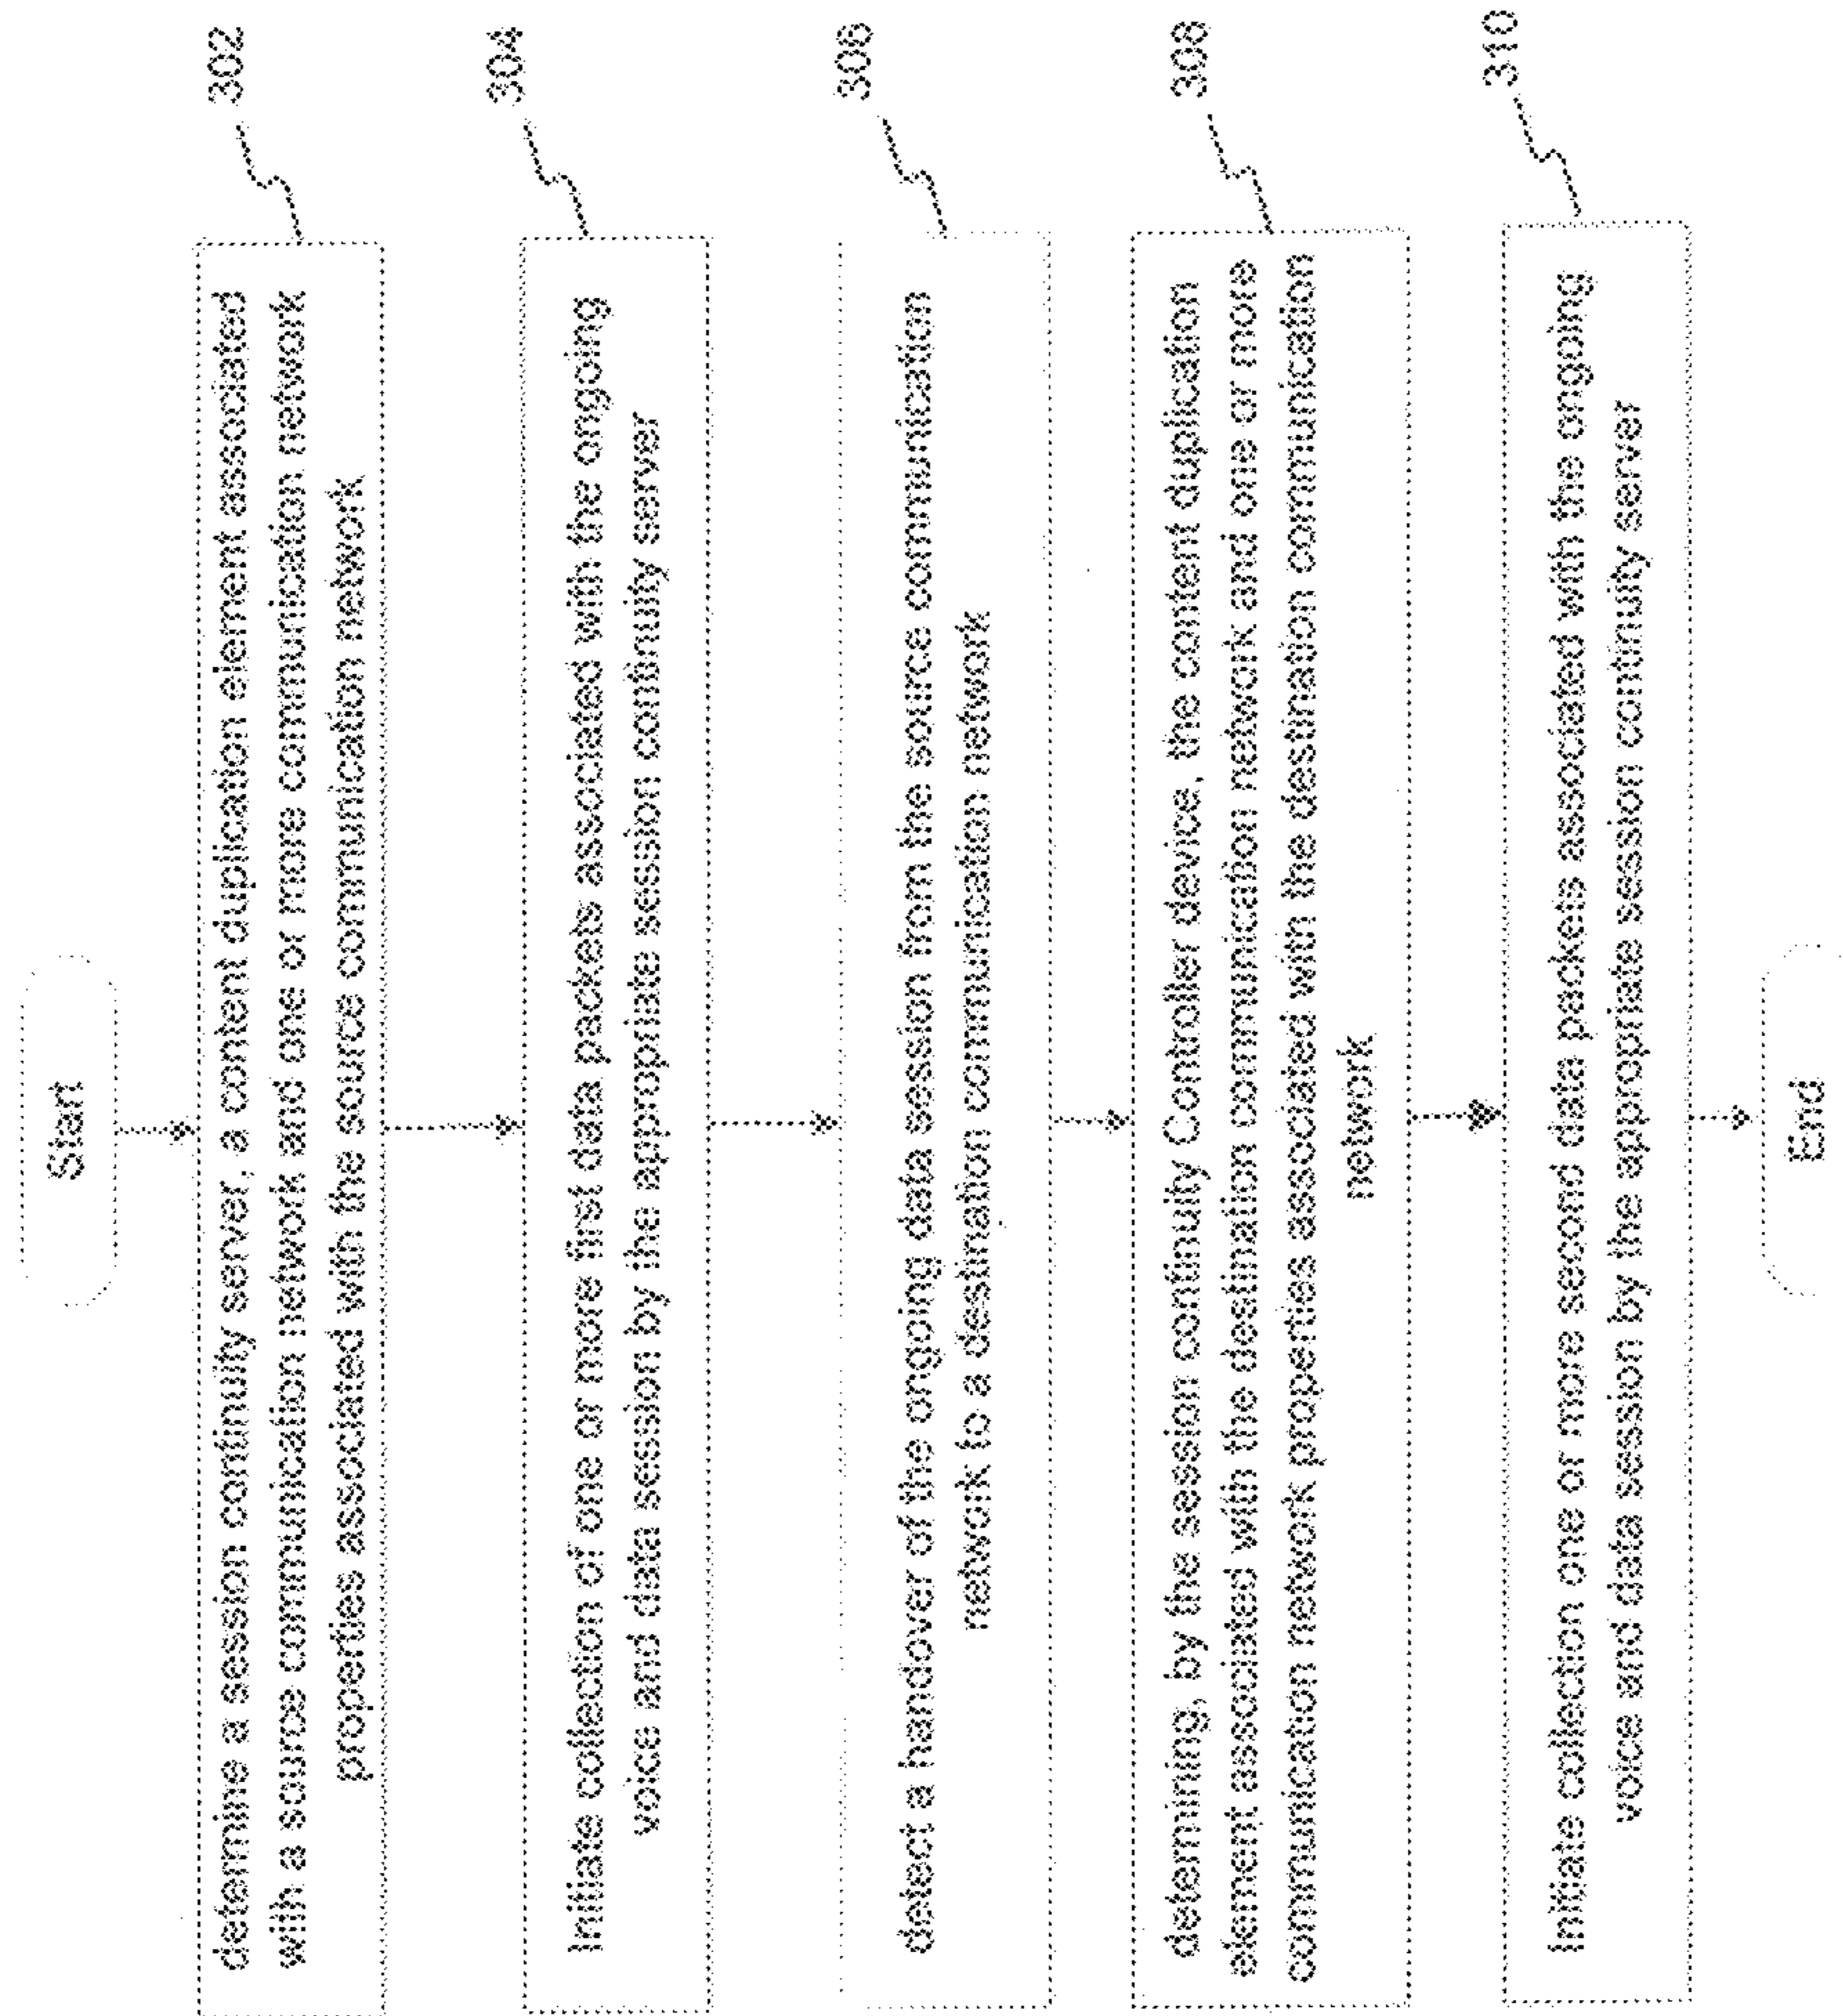 Start
302
determine a session continuity server, a content duplication element associated
with a source communication network and one or more communication network
properties associated with the source communication network
304
Initiate collection of one or more first data packets associated with the ongoing
voice and data session by the appropriate session continuity server
306
detect a handover of the ongoing data session from the source communication
network to a destination communication network
308
determining, by the session continuity Controller device, the content duplication
element associated with the destination communication network and one or more
communication network properties associated with the destination communication
network
310
Initiate collection one or more second data packets associated with the ongoing
voice and data session by the appropriate session continuity server
End